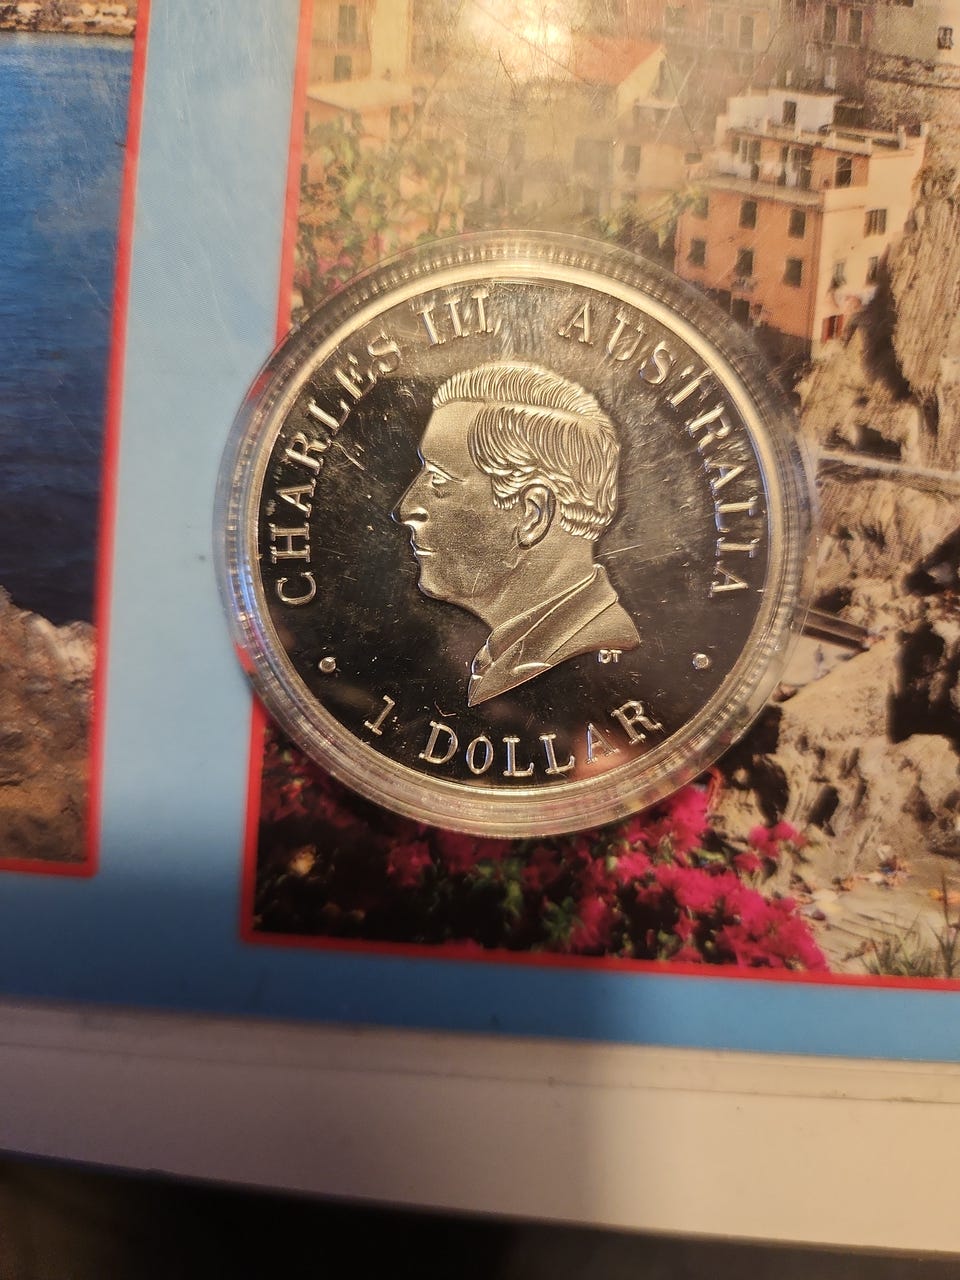 CHARLES III AUSTRALIA
DT
1 DOLLAR